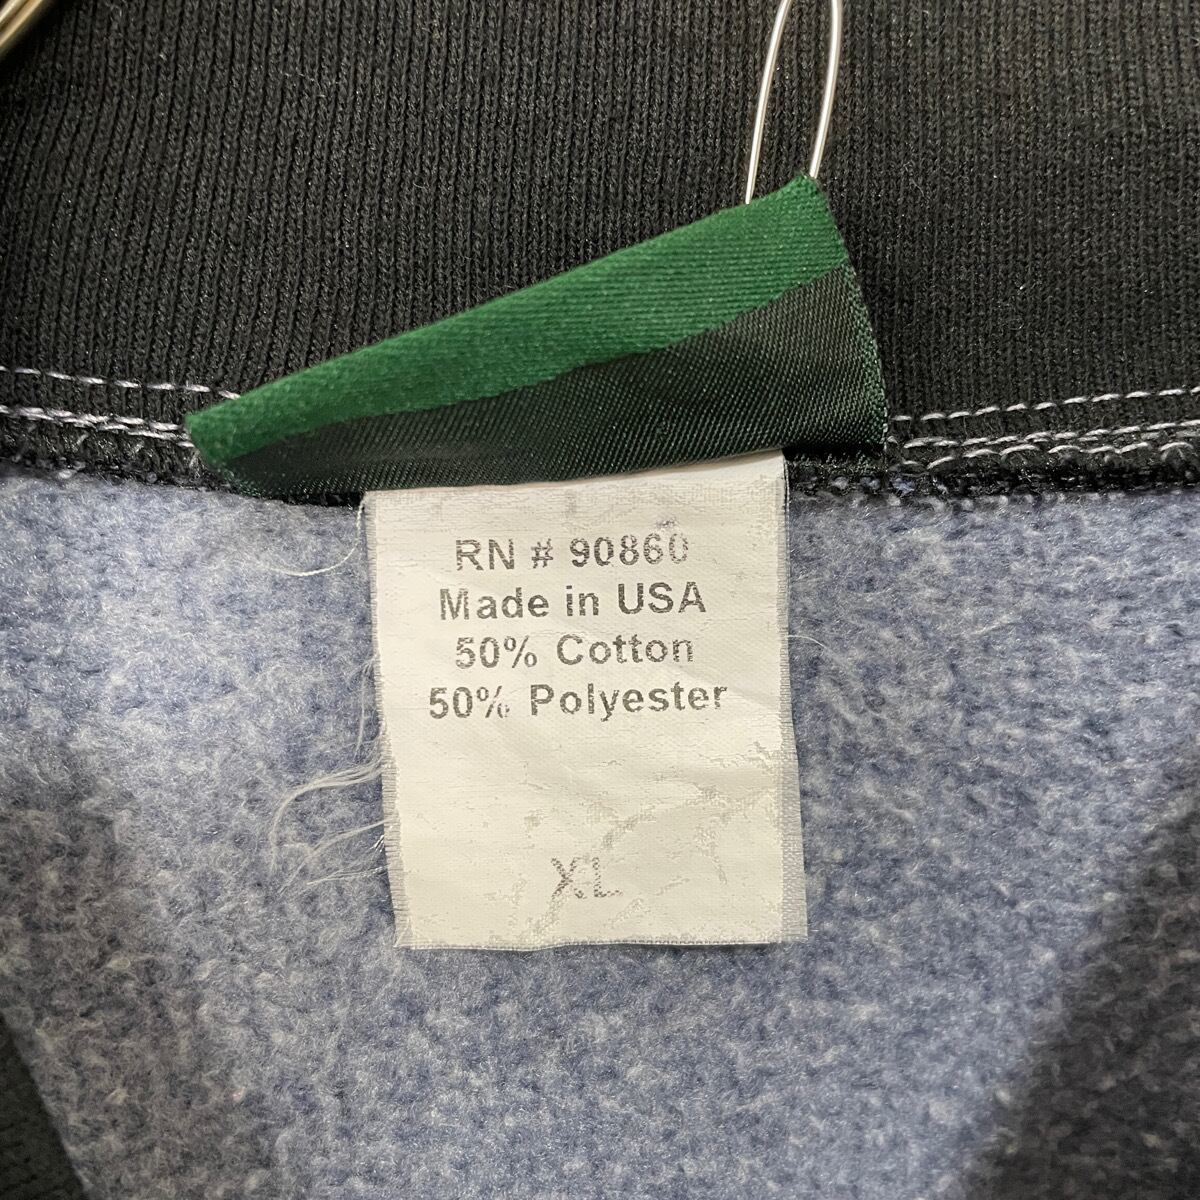 RN # 90860
Made in USA
50% Cotton
50% Polyester
XL